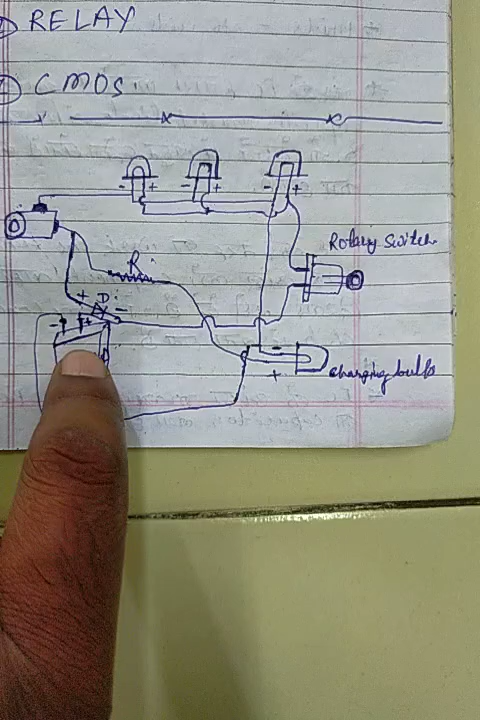 RELAY
CMOS
- + - + - +
Rotary Switch
R
+ D -
- +
-
+
charging bulb